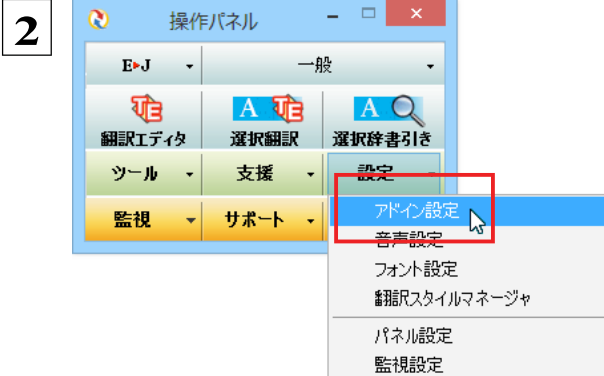 2
操作パネル
E▸J
一般
翻訳エディタ
選択翻訳
選択辞書引き
ツール
支援
設定
監視
サポート
アドイン設定
音声設定
フォント設定
翻訳スタイルマネージャ
パネル設定
監視設定